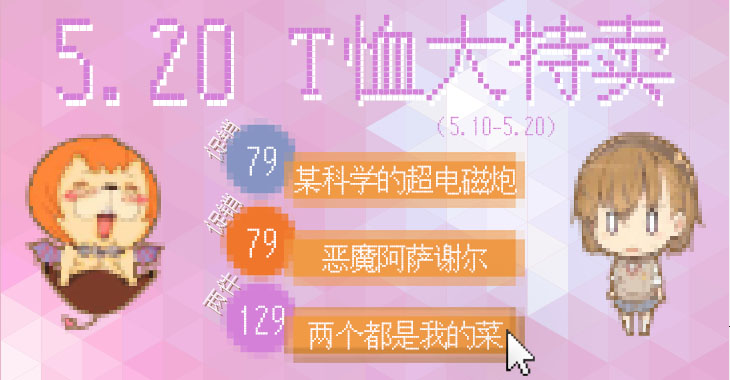 5.20 T恤大特卖
(5.10-5.20)
促销 79 某科学的超电磁炮
促销 79 恶魔阿萨谢尔
两件 129 两个都是我的菜